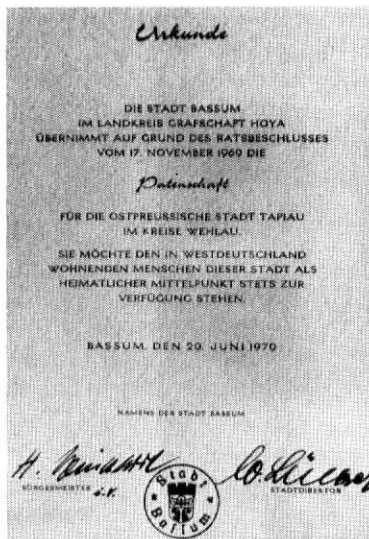 Urkunde
DIE STADT BASSUM
IM LANDKREIS GRAFSCHAFT HOYA
ÜBERNIMMT AUF GRUND DES RATSBESCHLUSSES
VOM 17. NOVEMBER 1969 DIE
Patenschaft
FÜR DIE OSTPREUSSISCHE STADT TAPIAU
IM KREISE WEHLAU.
SIE MÖCHTE DEN IN WESTDEUTSCHLAND
WOHNENDEN MENSCHEN DIESER STADT ALS
HEIMATLICHER MITTELPUNKT STETS ZUR
VERFÜGUNG STEHEN.
BASSUM, DEN 20. JUNI 1970
NAMENS DER STADT BASSUM
H.
BÜRGERMEISTER i.V.
Stadt
Bassum
STADTDIREKTOR